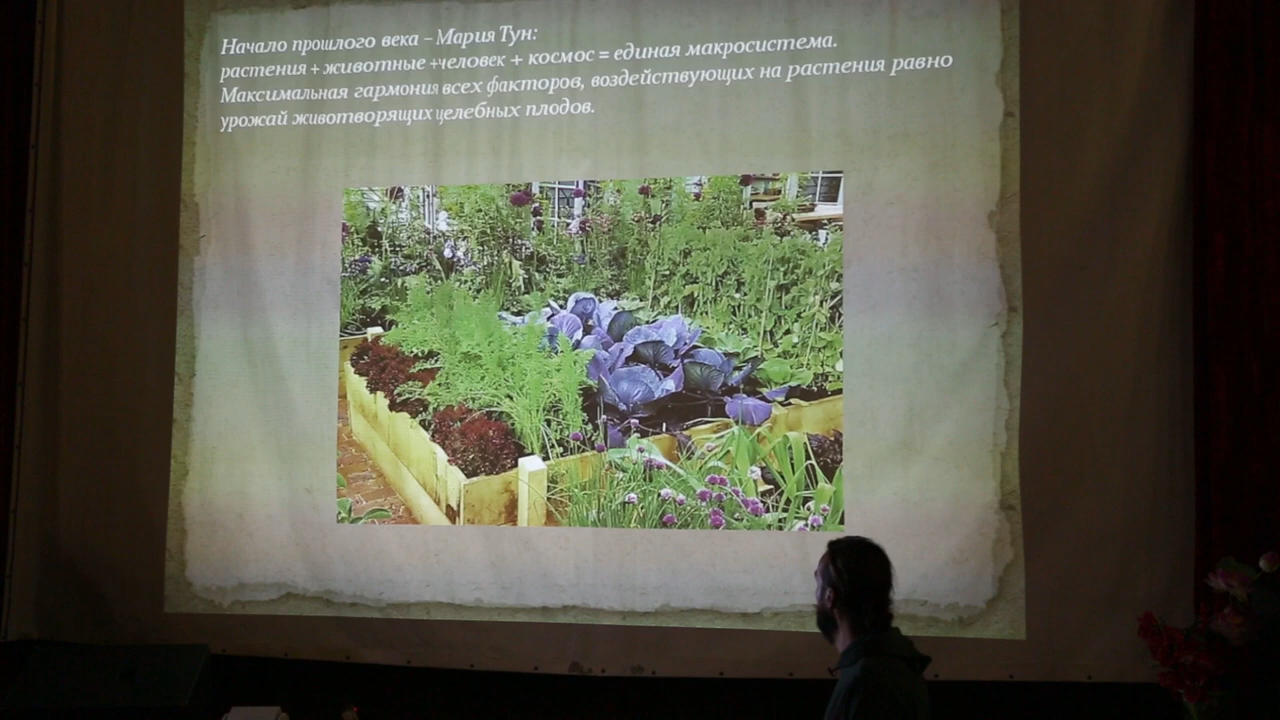 Начало прошлого века – Мария Тун:
растения + животные +человек + космос = единая макросистема.
Максимальная гармония всех факторов, воздействующих на растения равно
урожай животворящих целебных плодов.